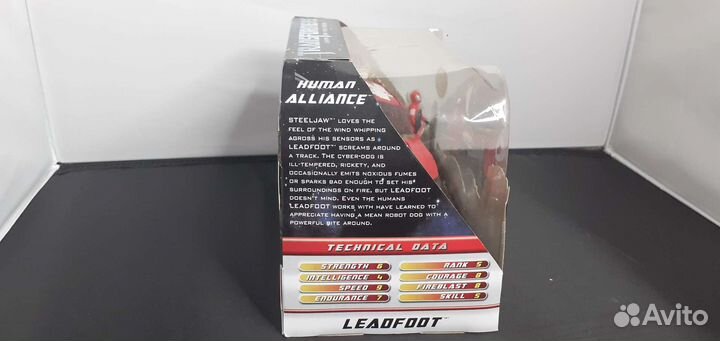 TRANSFORMERS
HUMAN
ALLIANCE™
STEELJAW™ LOVES THE
FEEL OF THE WIND WHIPPING
ACROSS HIS SENSORS AS
LEADFOOT™ SCREAMS AROUND
A TRACK. THE CYBER-DOG IS
ILL-TEMPERED, RICKETY, AND
OCCASIONALLY EMITS NOXIOUS FUMES
OR SPARKS BAD ENOUGH TO SET HIS
SURROUNDINGS ON FIRE, BUT LEADFOOT
DOESN'T MIND. EVEN THE HUMANS
LEADFOOT WORKS WITH HAVE LEARNED TO
APPRECIATE HAVING A MEAN ROBOT DOG WITH A
POWERFUL BITE AROUND.
TECHNICAL DATA
STRENGTH 6
INTELLIGENCE 4
SPEED 9
ENDURANCE 7
RANK 5
COURAGE 8
FIREBLAST 8
SKILL 5
LEADFOOT™
Avito